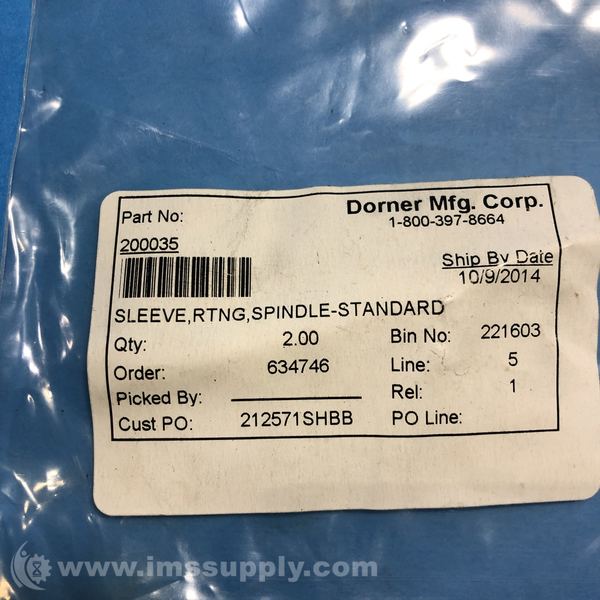 Dorner Mfg. Corp.
Part No:
1-800-397-8664
200035
Ship By Date
10/9/2014
SLEEVE,RTNG,SPINDLE-STANDARD
Qty: 2.00 Bin No: 221603
Order: 634746 Line: 5
Picked By: Rel: 1
Cust PO: 212571SHBB PO Line:
www.imssupply.com